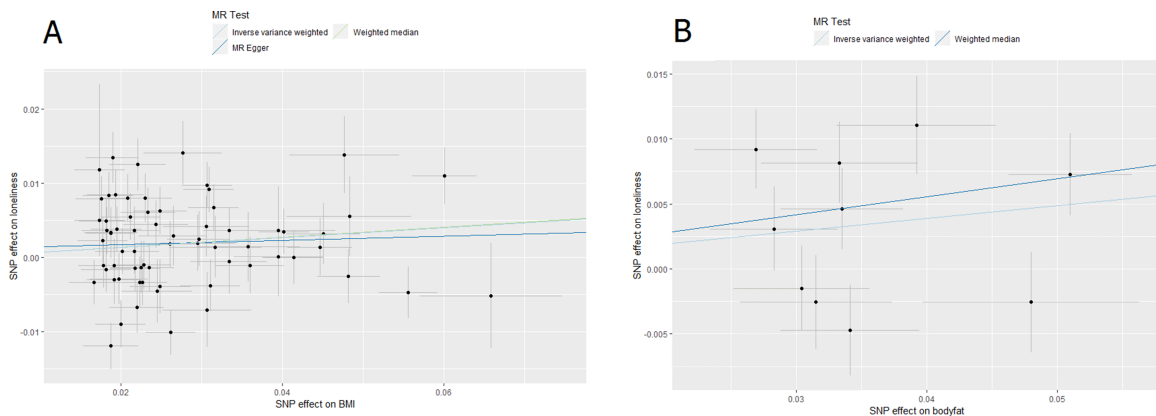 A
MR Test
Inverse variance weighted
Weighted median
MR Egger
SNP effect on loneliness
0.02
0.01
0.00
-0.01
0.02
0.04
0.06
SNP effect on BMI
B
MR Test
Inverse variance weighted
Weighted median
SNP effect on loneliness
0.015
0.010
0.005
0.000
-0.005
0.03
0.04
0.05
SNP effect on bodyfat